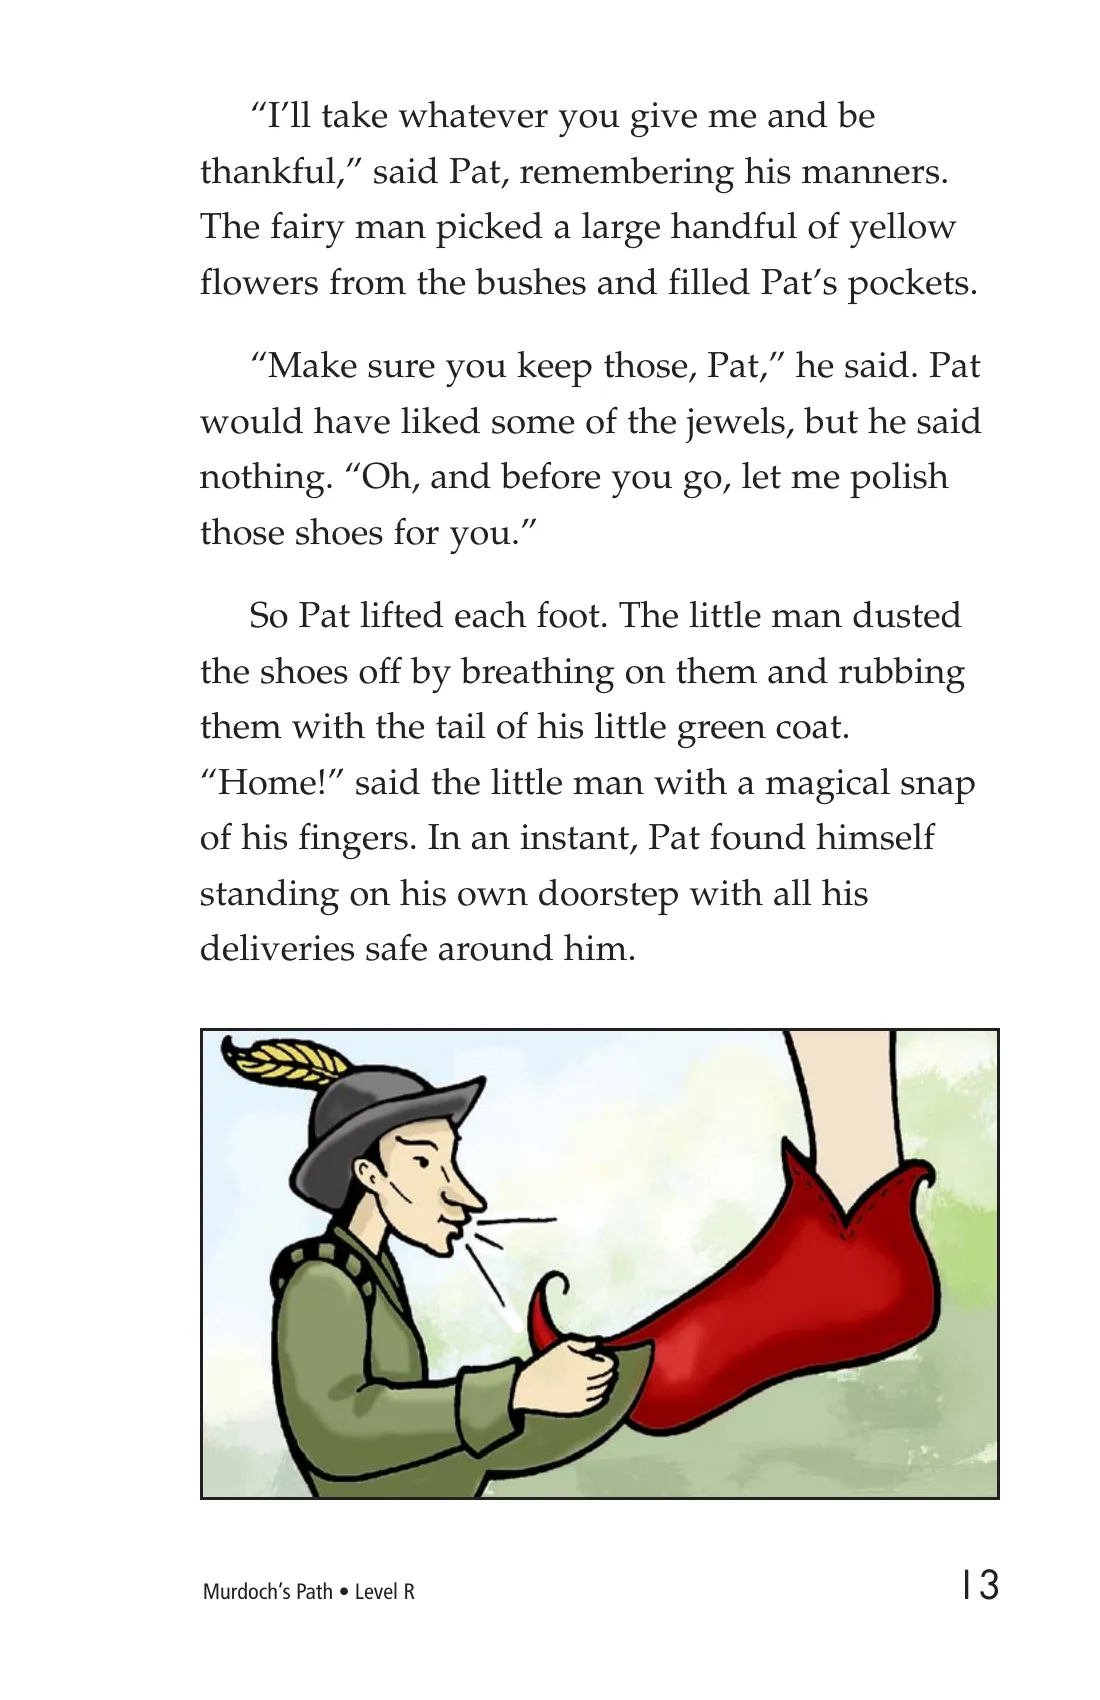 “I’ll take whatever you give me and be
thankful,” said Pat, remembering his manners.
The fairy man picked a large handful of yellow
flowers from the bushes and filled Pat’s pockets.
“Make sure you keep those, Pat,” he said. Pat
would have liked some of the jewels, but he said
nothing. “Oh, and before you go, let me polish
those shoes for you.”
So Pat lifted each foot. The little man dusted
the shoes off by breathing on them and rubbing
them with the tail of his little green coat.
“Home!” said the little man with a magical snap
of his fingers. In an instant, Pat found himself
standing on his own doorstep with all his
deliveries safe around him.
Murdoch’s Path • Level R
13